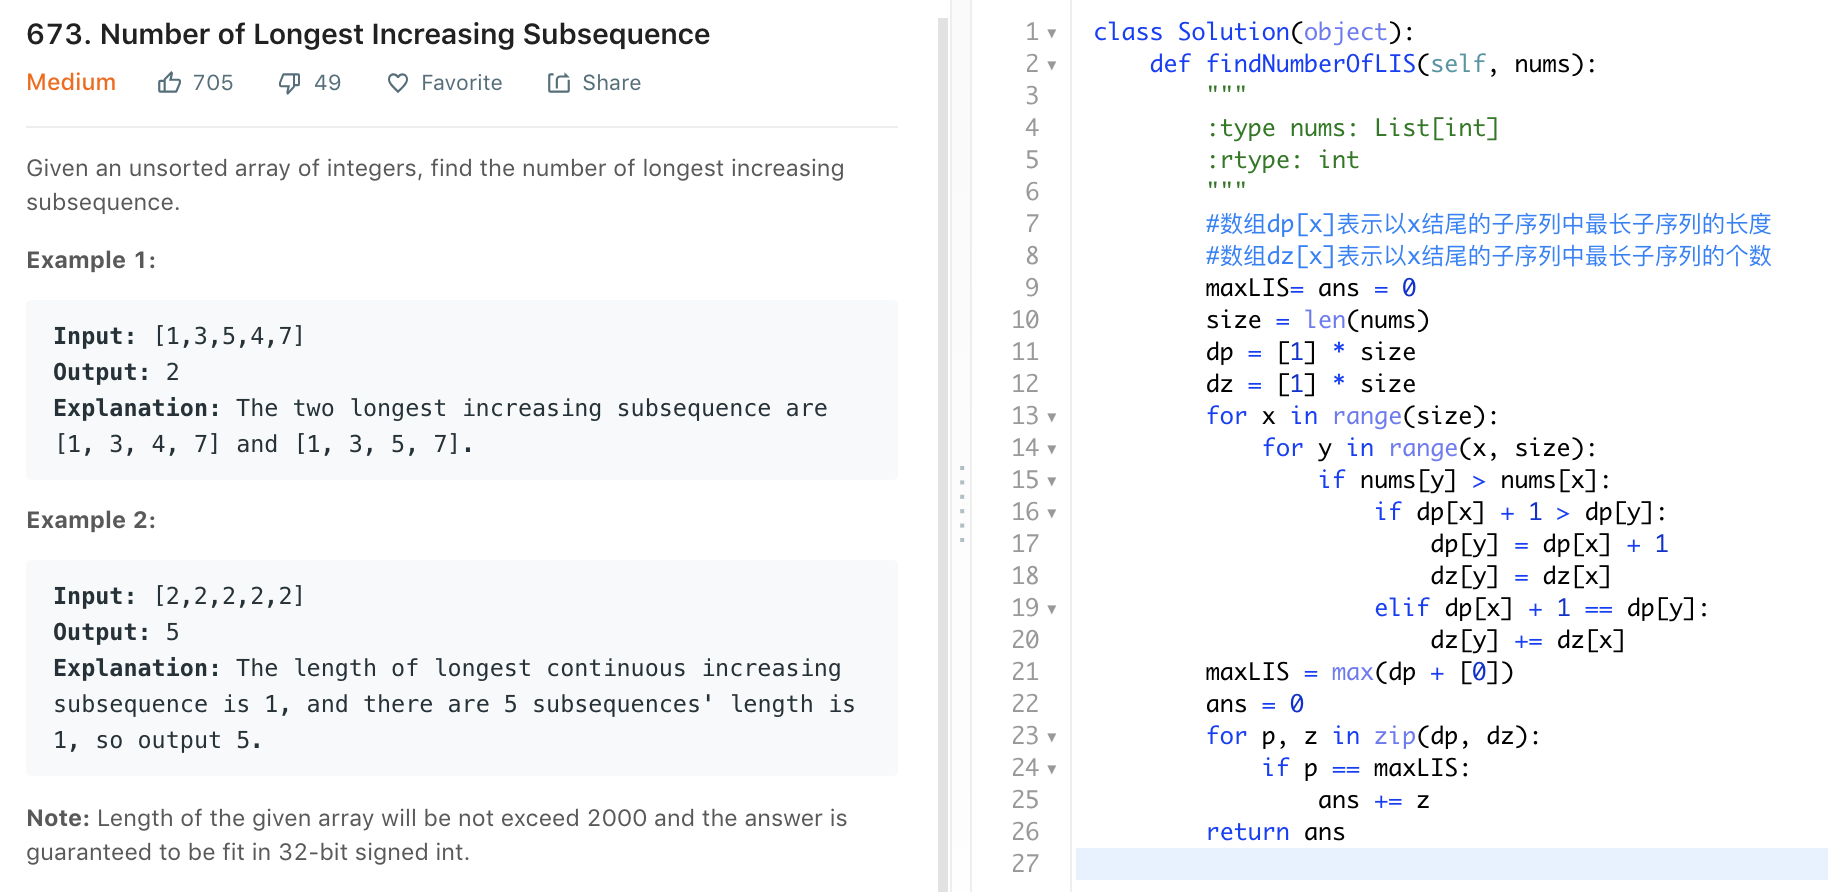 673. Number of Longest Increasing Subsequence
Medium 705 49 Favorite Share
Given an unsorted array of integers, find the number of longest increasing
subsequence.
Example 1:
Input: [1,3,5,4,7]
Output: 2
Explanation: The two longest increasing subsequence are
[1, 3, 4, 7] and [1, 3, 5, 7].
Example 2:
Input: [2,2,2,2,2]
Output: 5
Explanation: The length of longest continuous increasing
subsequence is 1, and there are 5 subsequences' length is
1, so output 5.
Note: Length of the given array will be not exceed 2000 and the answer is
guaranteed to be fit in 32-bit signed int.
1 class Solution(object):
2     def findNumberOfLIS(self, nums):
3         """
4         :type nums: List[int]
5         :rtype: int
6         """
7         #数组dp[x]表示以x结尾的子序列中最长子序列的长度
8         #数组dz[x]表示以x结尾的子序列中最长子序列的个数
9         maxLIS= ans = 0
10         size = len(nums)
11         dp = [1] * size
12         dz = [1] * size
13         for x in range(size):
14             for y in range(x, size):
15                 if nums[y] > nums[x]:
16                     if dp[x] + 1 > dp[y]:
17                         dp[y] = dp[x] + 1
18                         dz[y] = dz[x]
19                     elif dp[x] + 1 == dp[y]:
20                         dz[y] += dz[x]
21         maxLIS = max(dp + [0])
22         ans = 0
23         for p, z in zip(dp, dz):
24             if p == maxLIS:
25                 ans += z
26         return ans
27